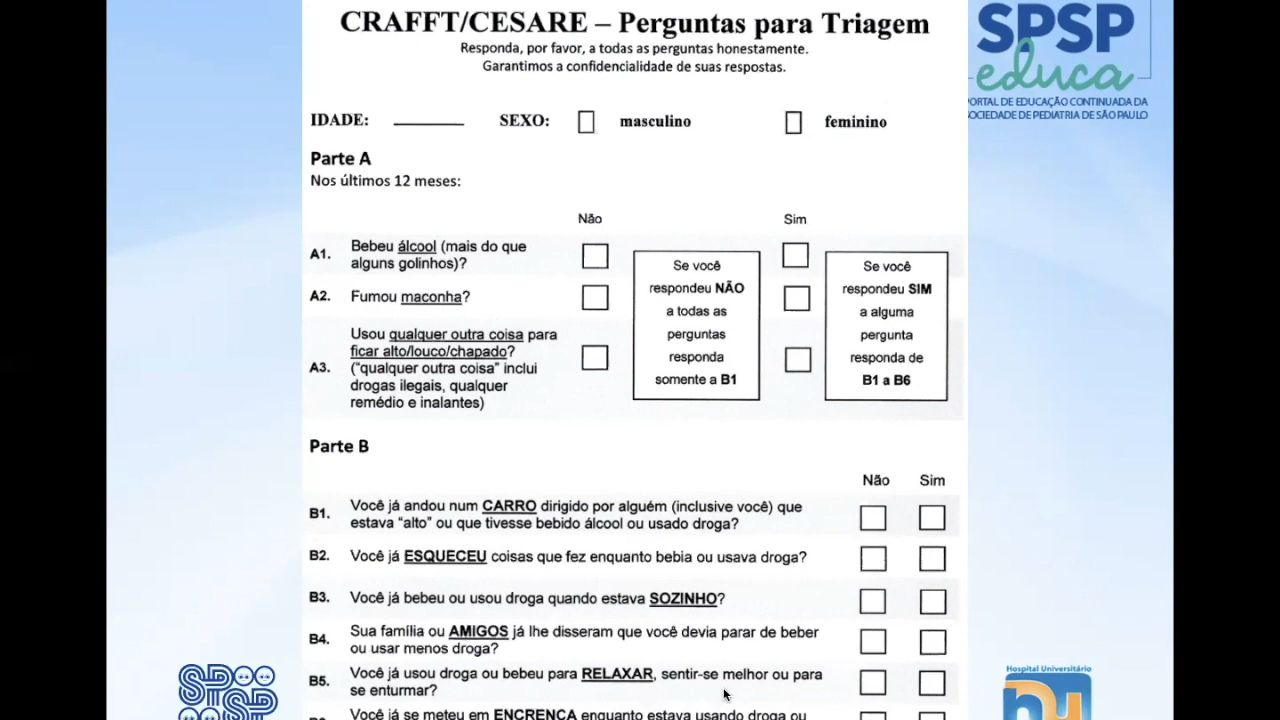 CRAFFT/CESARE – Perguntas para Triagem
Responda, por favor, a todas as perguntas honestamente.
Garantimos a confidencialidade de suas respostas.
SPSP
educa
PORTAL DE EDUCAÇÃO CONTINUADA DA
SOCIEDADE DE PEDIATRIA DE SÃO PAULO
IDADE: ________ SEXO: masculino feminino
Parte A
Nos últimos 12 meses:
Não Sim
A1. Bebeu álcool (mais do que
alguns golinhos)?
A2. Fumou maconha?
A3. Usou qualquer outra coisa para
ficar alto/louco/chapado?
("qualquer outra coisa" inclui
drogas ilegais, qualquer
remédio e inalantes)
Se você
respondeu NÃO
a todas as
perguntas
responda
somente a B1
Se você
respondeu SIM
a alguma
pergunta
responda de
B1 a B6
Parte B
Não Sim
B1. Você já andou num CARRO dirigido por alguém (inclusive você) que
estava "alto" ou que tivesse bebido álcool ou usado droga?
B2. Você já ESQUECEU coisas que fez enquanto bebia ou usava droga?
B3. Você já bebeu ou usou droga quando estava SOZINHO?
B4. Sua família ou AMIGOS já lhe disseram que você devia parar de beber
ou usar menos droga?
B5. Você já usou droga ou bebeu para RELAXAR, sentir-se melhor ou para
se enturmar?
Você já se meteu em ENCRENCA enquanto estava usando droga ou
SPSP
SPSP
Hospital Universitário
hu